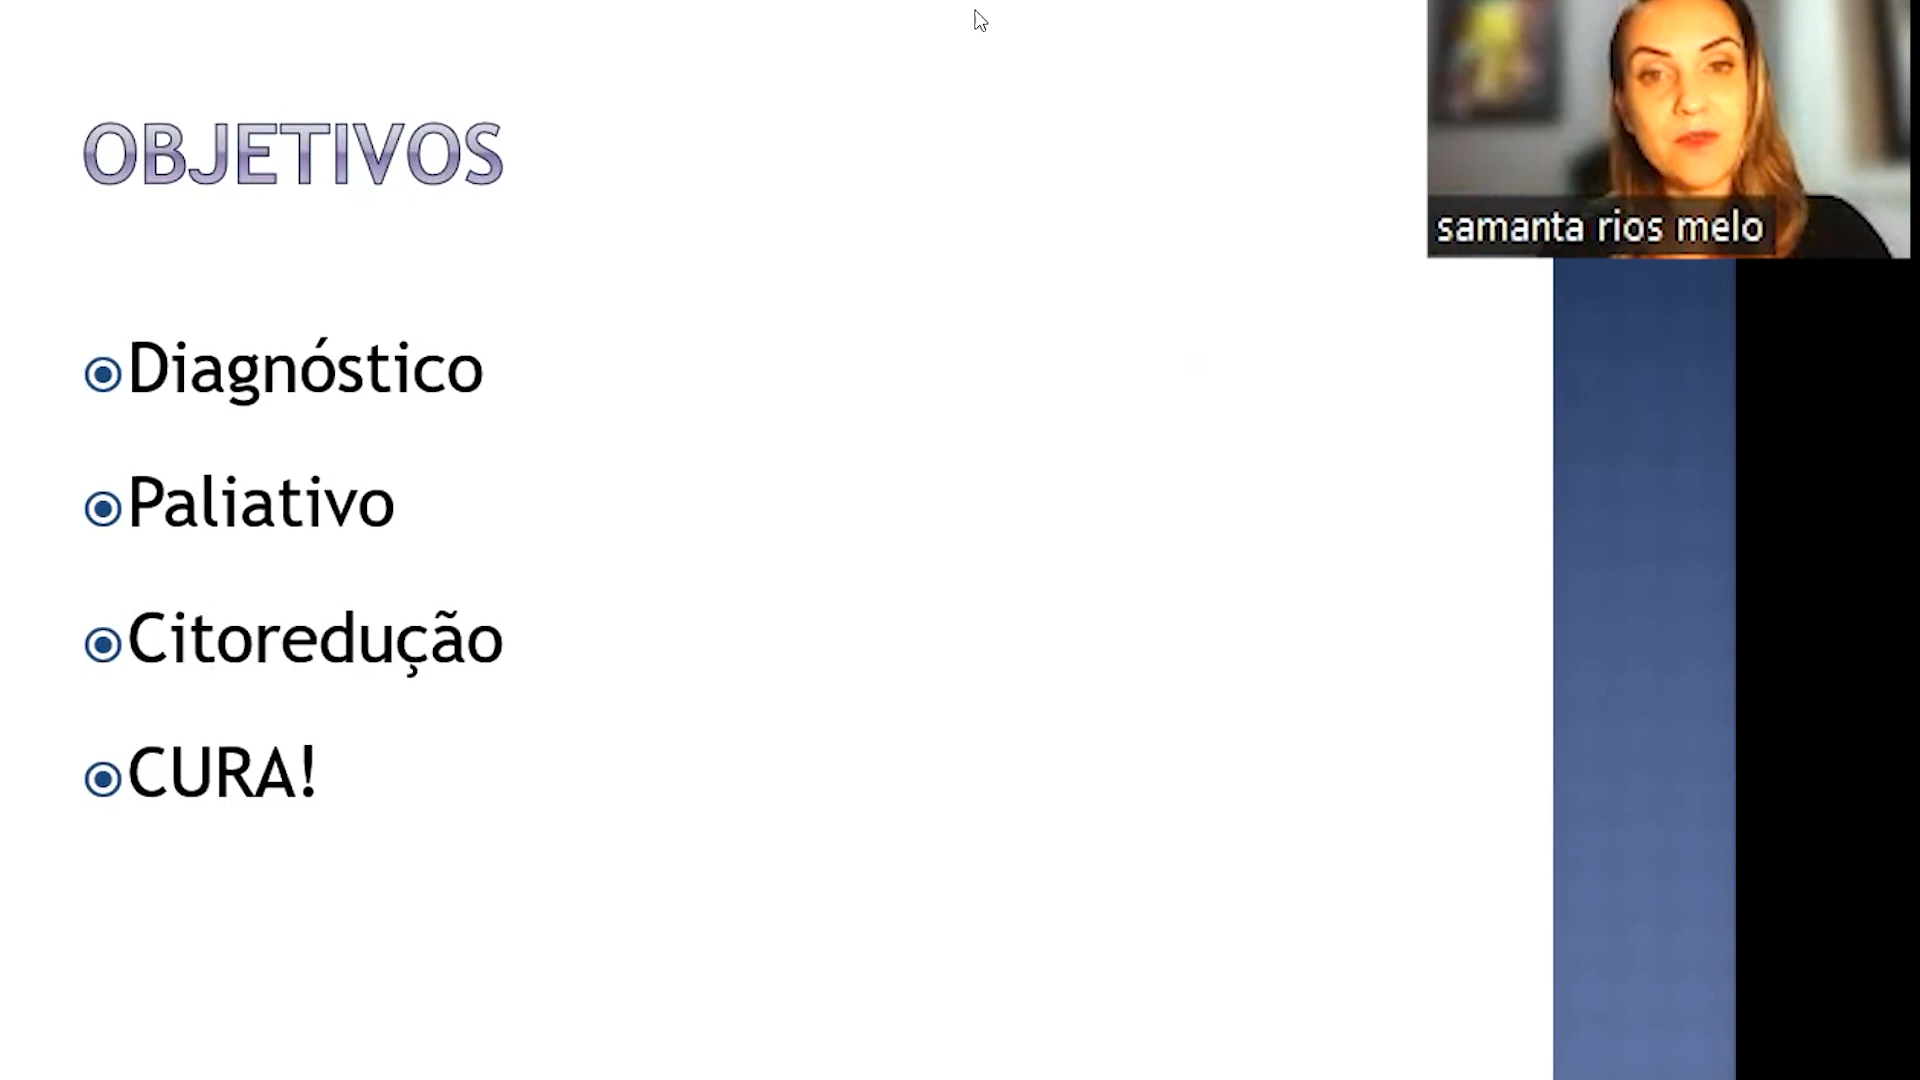 OBJETIVOS
Diagnóstico
Paliativo
Citoredução
CURA!
samanta rios melo